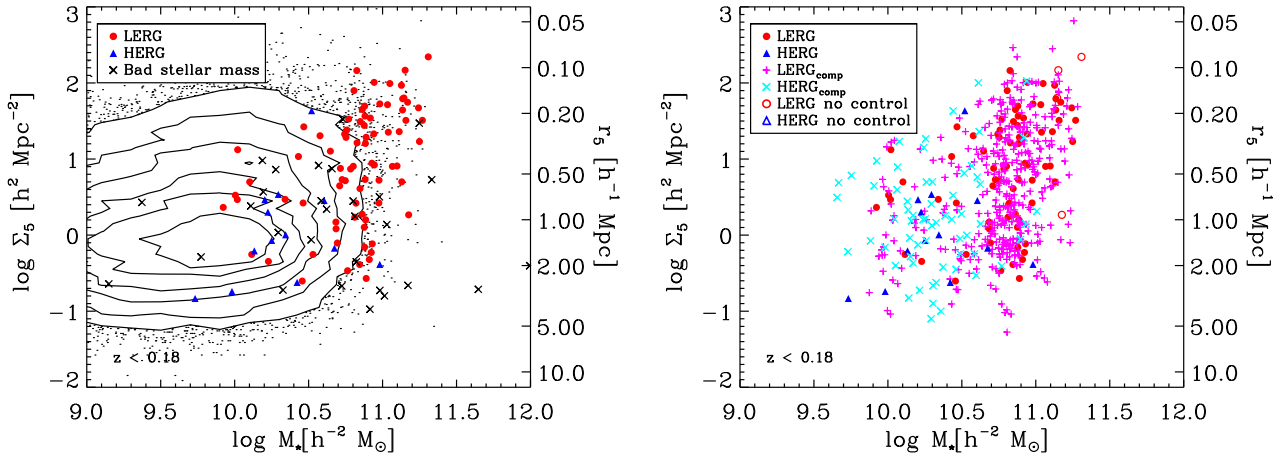 LERG
HERG
Bad stellar mass
3
2
1
0
−1
−2
log Σ₅ [h² Mpc⁻²]
0.05
0.10
0.20
0.50
1.00
2.00
5.00
10.0
r₅ [h⁻¹ Mpc]
z < 0.18
9.0
9.5
10.0
10.5
11.0
11.5
12.0
log M⋆[h⁻² M⊙]
LERG
HERG
LERG_comp
HERG_comp
LERG no control
HERG no control
3
2
1
0
−1
−2
log Σ₅ [h² Mpc⁻²]
0.05
0.10
0.20
0.50
1.00
2.00
5.00
10.0
r₅ [h⁻¹ Mpc]
z < 0.18
9.0
9.5
10.0
10.5
11.0
11.5
12.0
log M⋆[h⁻² M⊙]